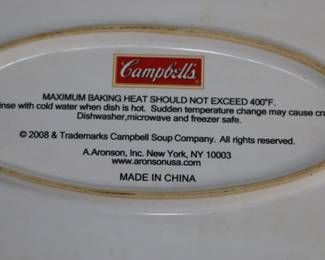 Campbell's
MAXIMUM BAKING HEAT SHOULD NOT EXCEED 400°F.
inse with cold water when dish is hot. Sudden temperature change may cause cra
Dishwasher,microwave and freezer safe.
© 2008 & Trademarks Campbell Soup Company. All rights reserved.
A.Aronson, Inc. New York, NY 10003
www.aronsonusa.com
MADE IN CHINA